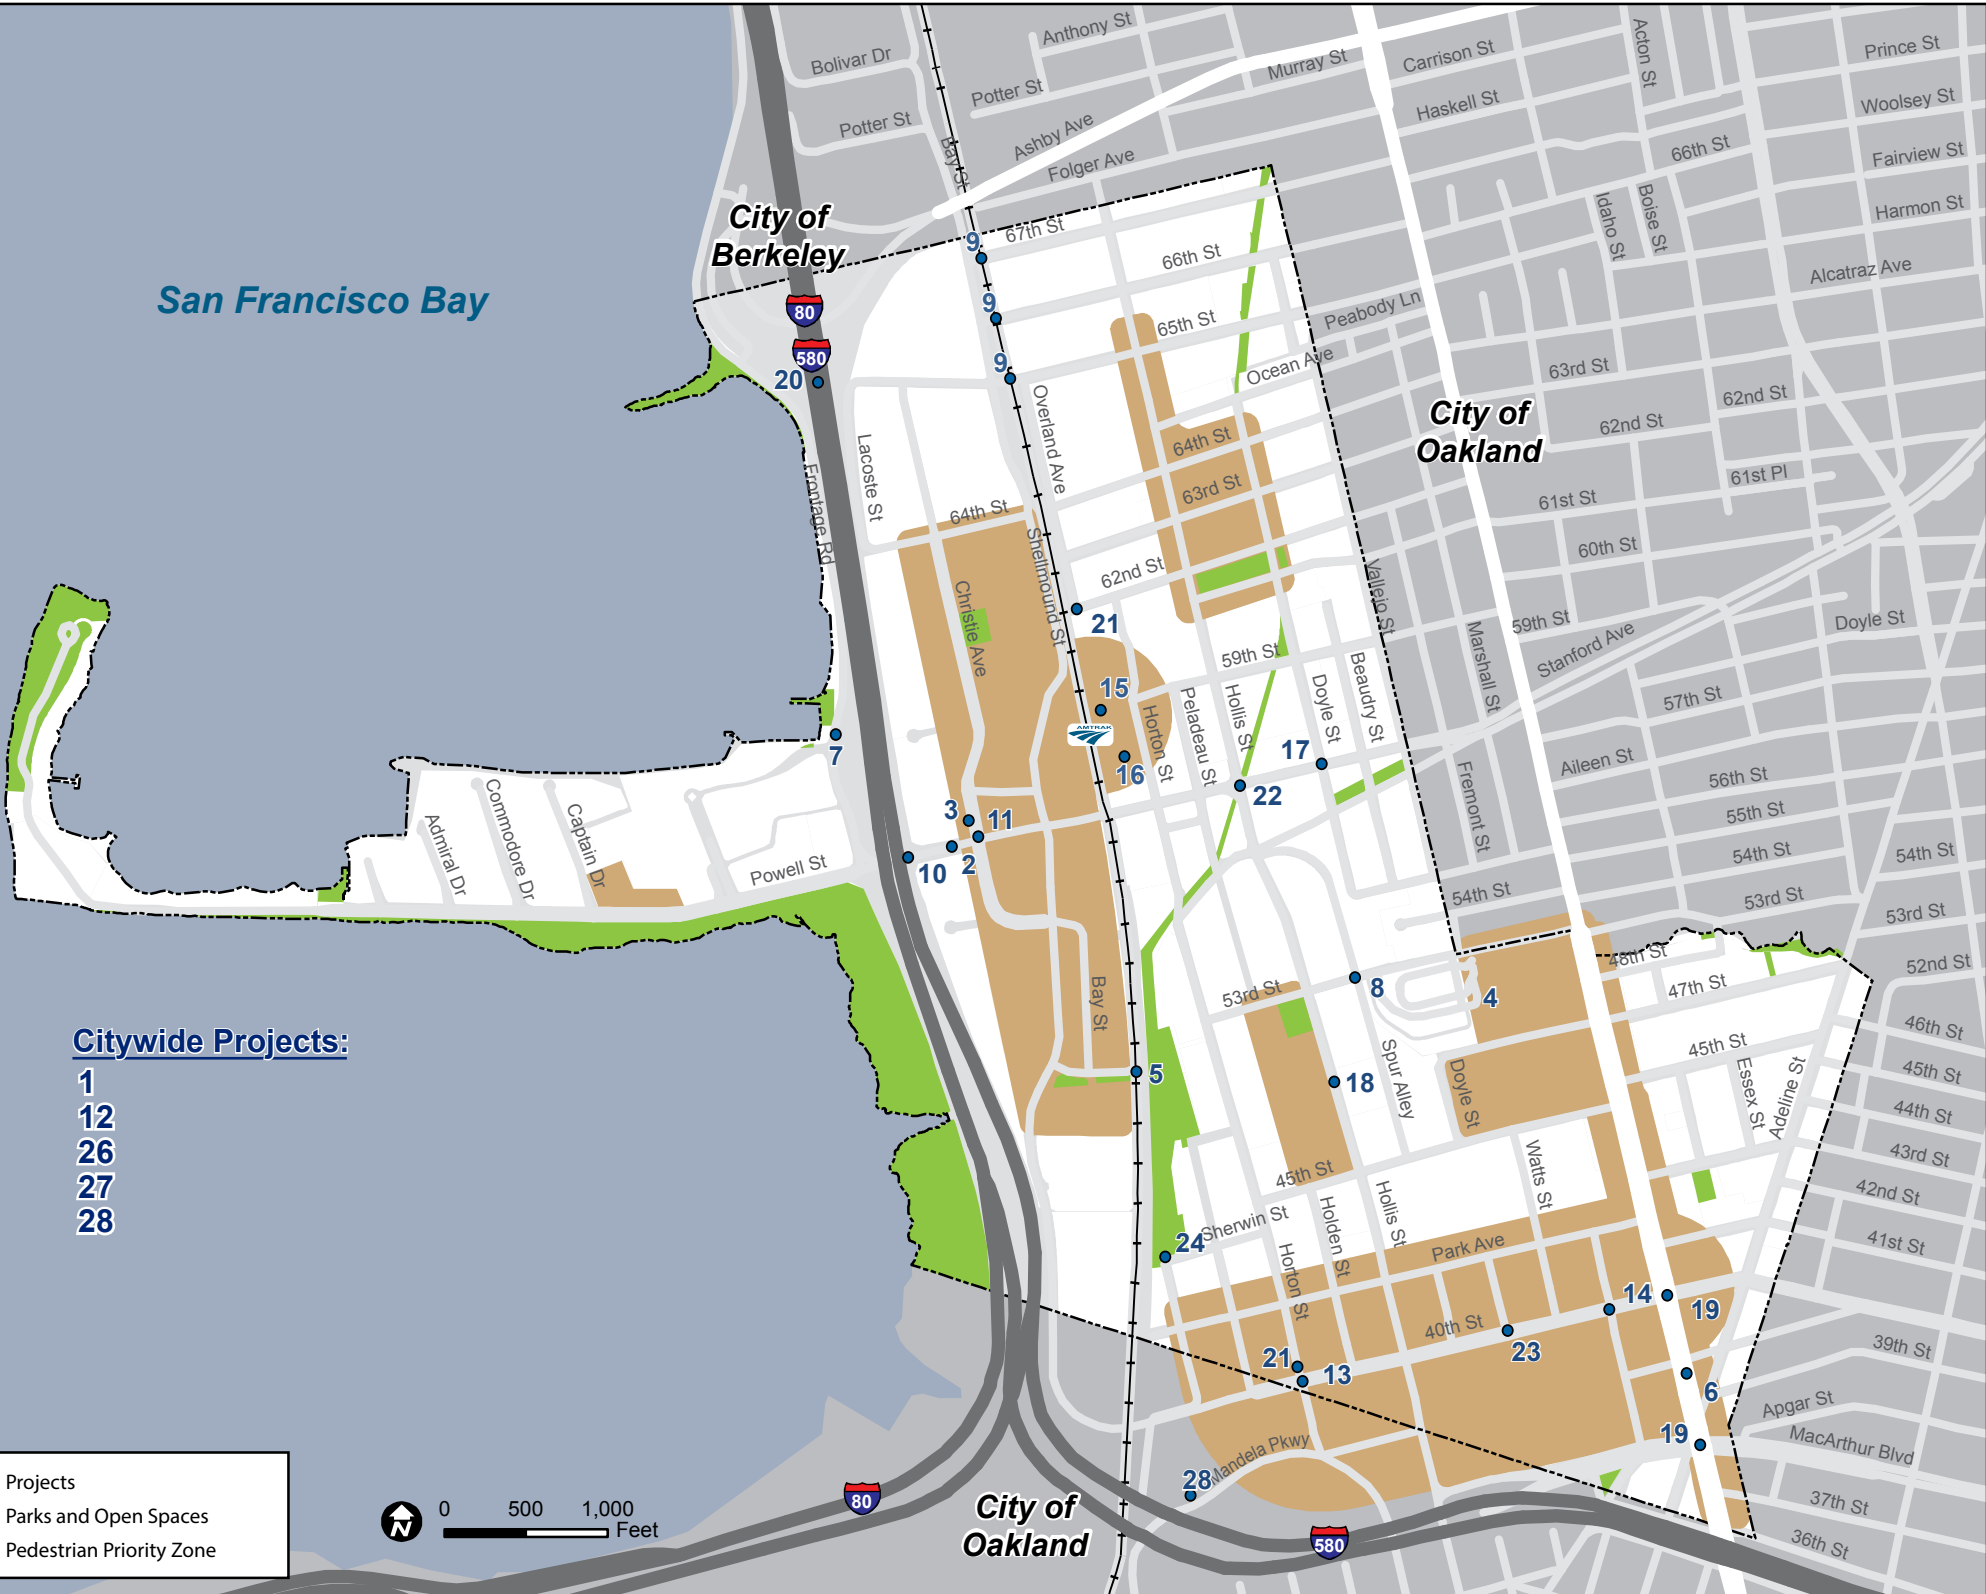 Anthony St
Bolivar Dr
Potter St
Potter St
Ashby Ave
Folger Ave
Murray St
Carrison St
Haskell St
Acton St
Prince St
Woolsey St
66th St
Fairview St
Harmon St
Idaho St
Boise St
Alcatraz Ave
Bay St
City of
Berkeley
San Francisco Bay
80
580
20
9
67th St
66th St
9
65th St
9
Peabody Ln
Ocean Ave
City of
Oakland
63rd St
62nd St
62nd St
61st Pl
61st St
60th St
59th St
Stanford Ave
Doyle St
57th St
Aileen St
56th St
55th St
54th St
54th St
54th St
53rd St
53rd St
52nd St
Overland Ave
Lacoste St
Frontage Rd
64th St
63rd St
64th St
62nd St
Shellmound St
Christie Ave
21
Vallejo St
Marshall St
Fremont St
59th St
Hollis St
Doyle St
Beaudry St
Peladeau St
Horton St
15
AMTRAK
16
17
22
7
3
11
10
2
Commodore Dr
Captain Dr
Admiral Dr
Powell St
Bay St
53rd St
8
4
48th St
47th St
45th St
46th St
45th St
44th St
43rd St
42nd St
41st St
Essex St
Adeline St
5
18
Spur Alley
Doyle St
Watts St
Citywide Projects:
1
12
26
27
28
45th St
Sherwin St
24
Holden St
Hollis St
Horton St
Park Ave
40th St
14
19
23
21
13
6
19
39th St
Apgar St
MacArthur Blvd
37th St
36th St
Mandela Pkwy
28
City of
Oakland
80
580
Projects
Parks and Open Spaces
Pedestrian Priority Zone
N
0 500 1,000
Feet